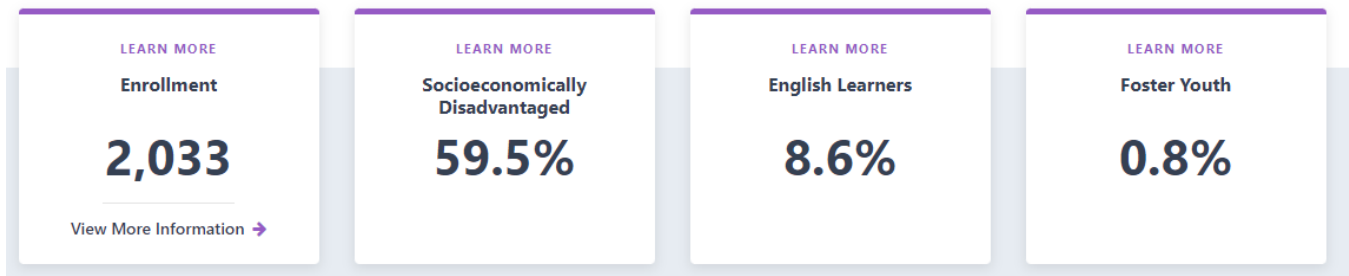 LEARN MORE
Enrollment
2,033
View More Information
LEARN MORE
Socioeconomically
Disadvantaged
59.5%
LEARN MORE
English Learners
8.6%
LEARN MORE
Foster Youth
0.8%